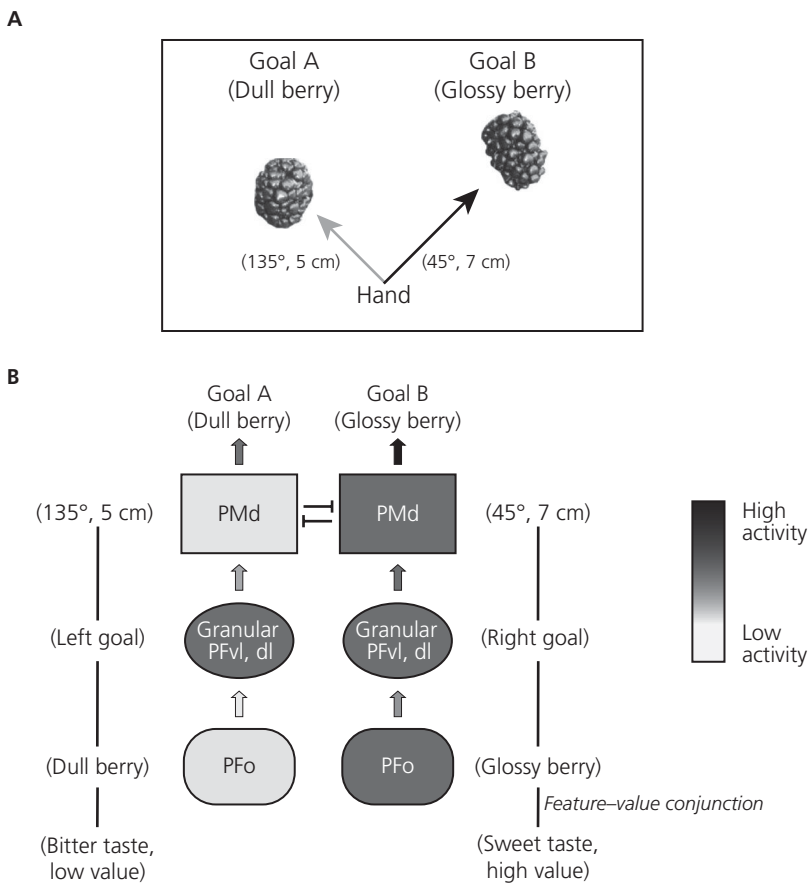 A
Goal A
(Dull berry)
Goal B
(Glossy berry)
(135°, 5 cm)
(45°, 7 cm)
Hand
B
Goal A
(Dull berry)
Goal B
(Glossy berry)
(135°, 5 cm)
PMd
PMd
(45°, 7 cm)
High
activity
(Left goal)
Granular
PFvl, dl
Granular
PFvl, dl
(Right goal)
Low
activity
(Dull berry)
PFo
PFo
(Glossy berry)
Feature–value conjunction
(Bitter taste,
low value)
(Sweet taste,
high value)